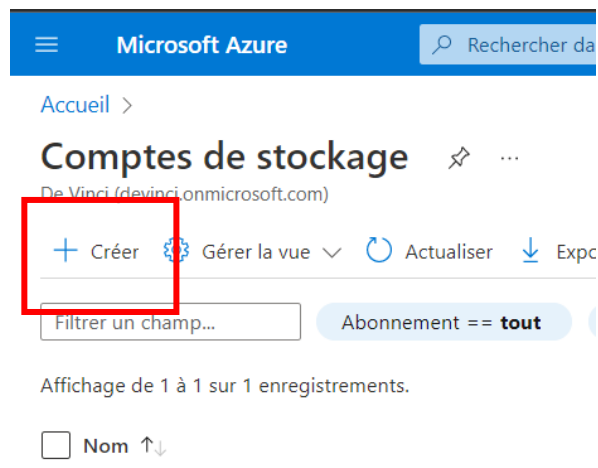 Microsoft Azure Rechercher da
Accueil >
Comptes de stockage ...
De Vinci (devinci.onmicrosoft.com)
+ Créer Gérer la vue Actualiser Expo
Filtrer un champ... Abonnement == tout
Affichage de 1 à 1 sur 1 enregistrements.
Nom ↑↓